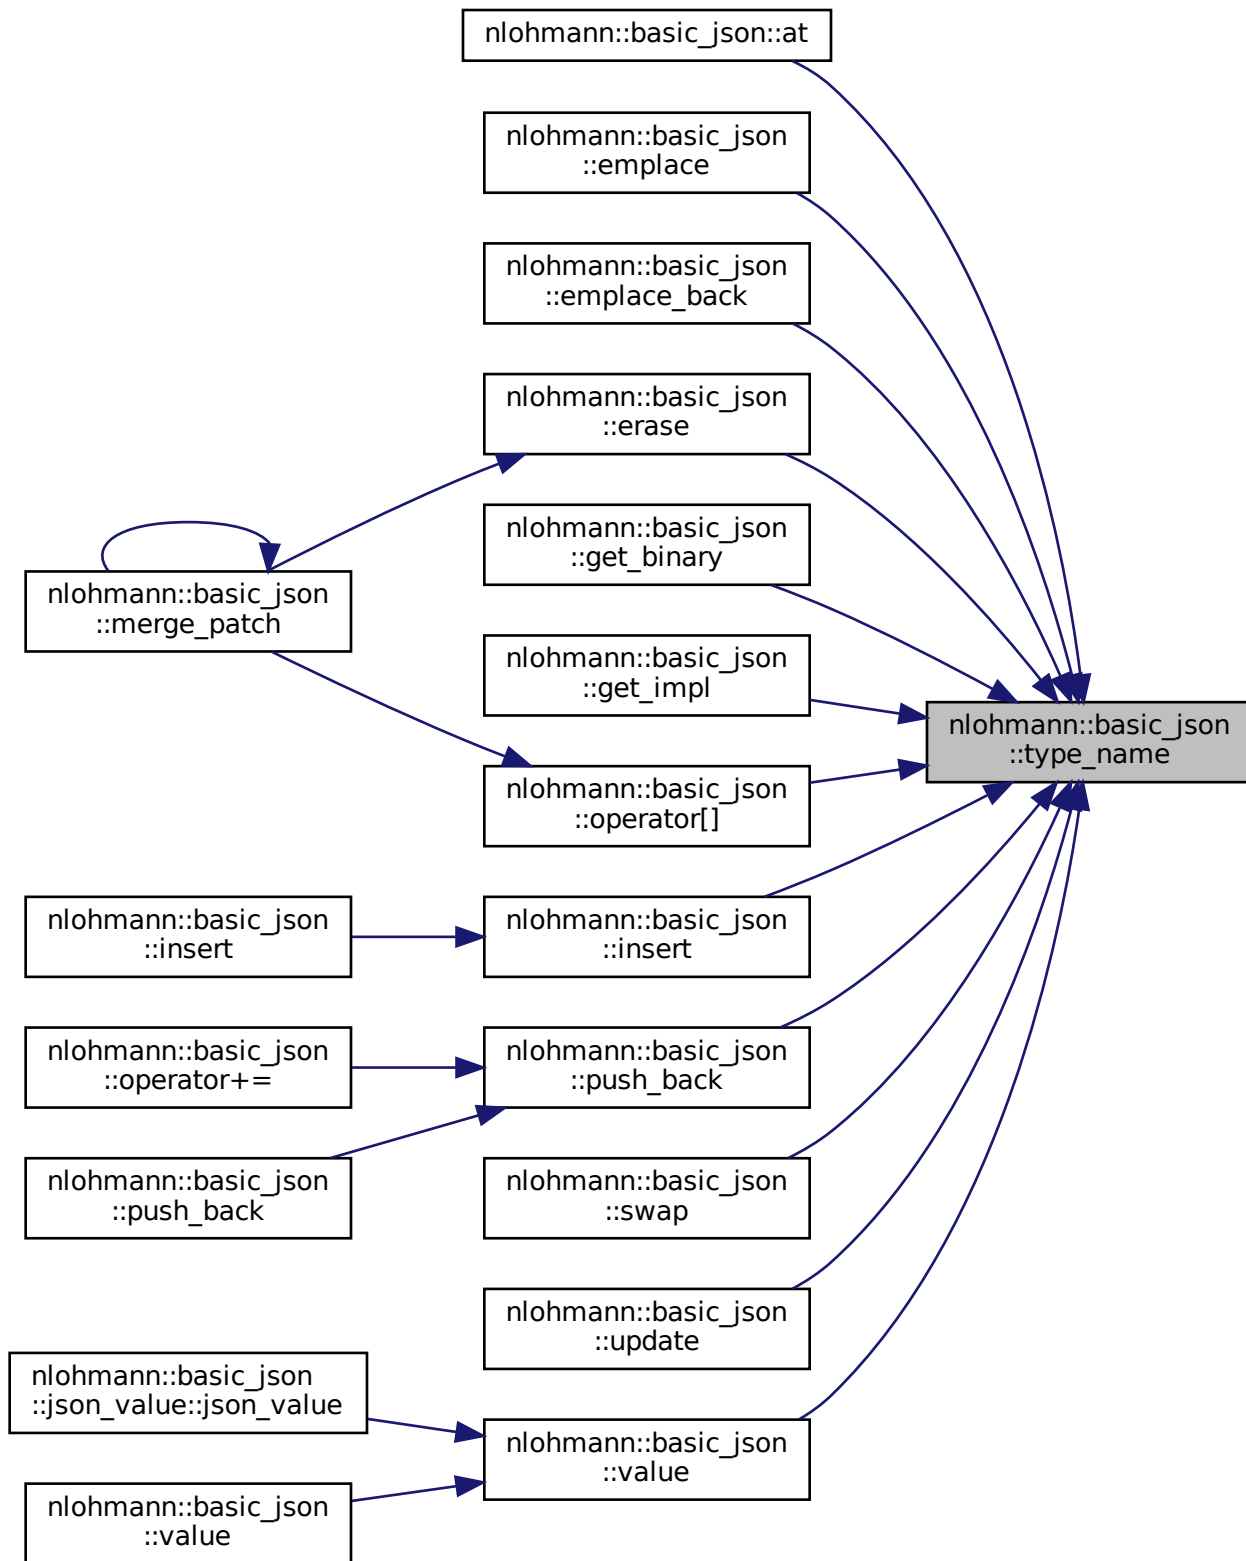 nlohmann::basic_json::at
nlohmann::basic_json
::emplace
nlohmann::basic_json
::emplace_back
nlohmann::basic_json
::erase
nlohmann::basic_json
::get_binary
nlohmann::basic_json
::merge_patch
nlohmann::basic_json
::get_impl
nlohmann::basic_json
::type_name
nlohmann::basic_json
::operator[]
nlohmann::basic_json
::insert
nlohmann::basic_json
::insert
nlohmann::basic_json
::operator+=
nlohmann::basic_json
::push_back
nlohmann::basic_json
::push_back
nlohmann::basic_json
::swap
nlohmann::basic_json
::update
nlohmann::basic_json
::json_value::json_value
nlohmann::basic_json
::value
nlohmann::basic_json
::value